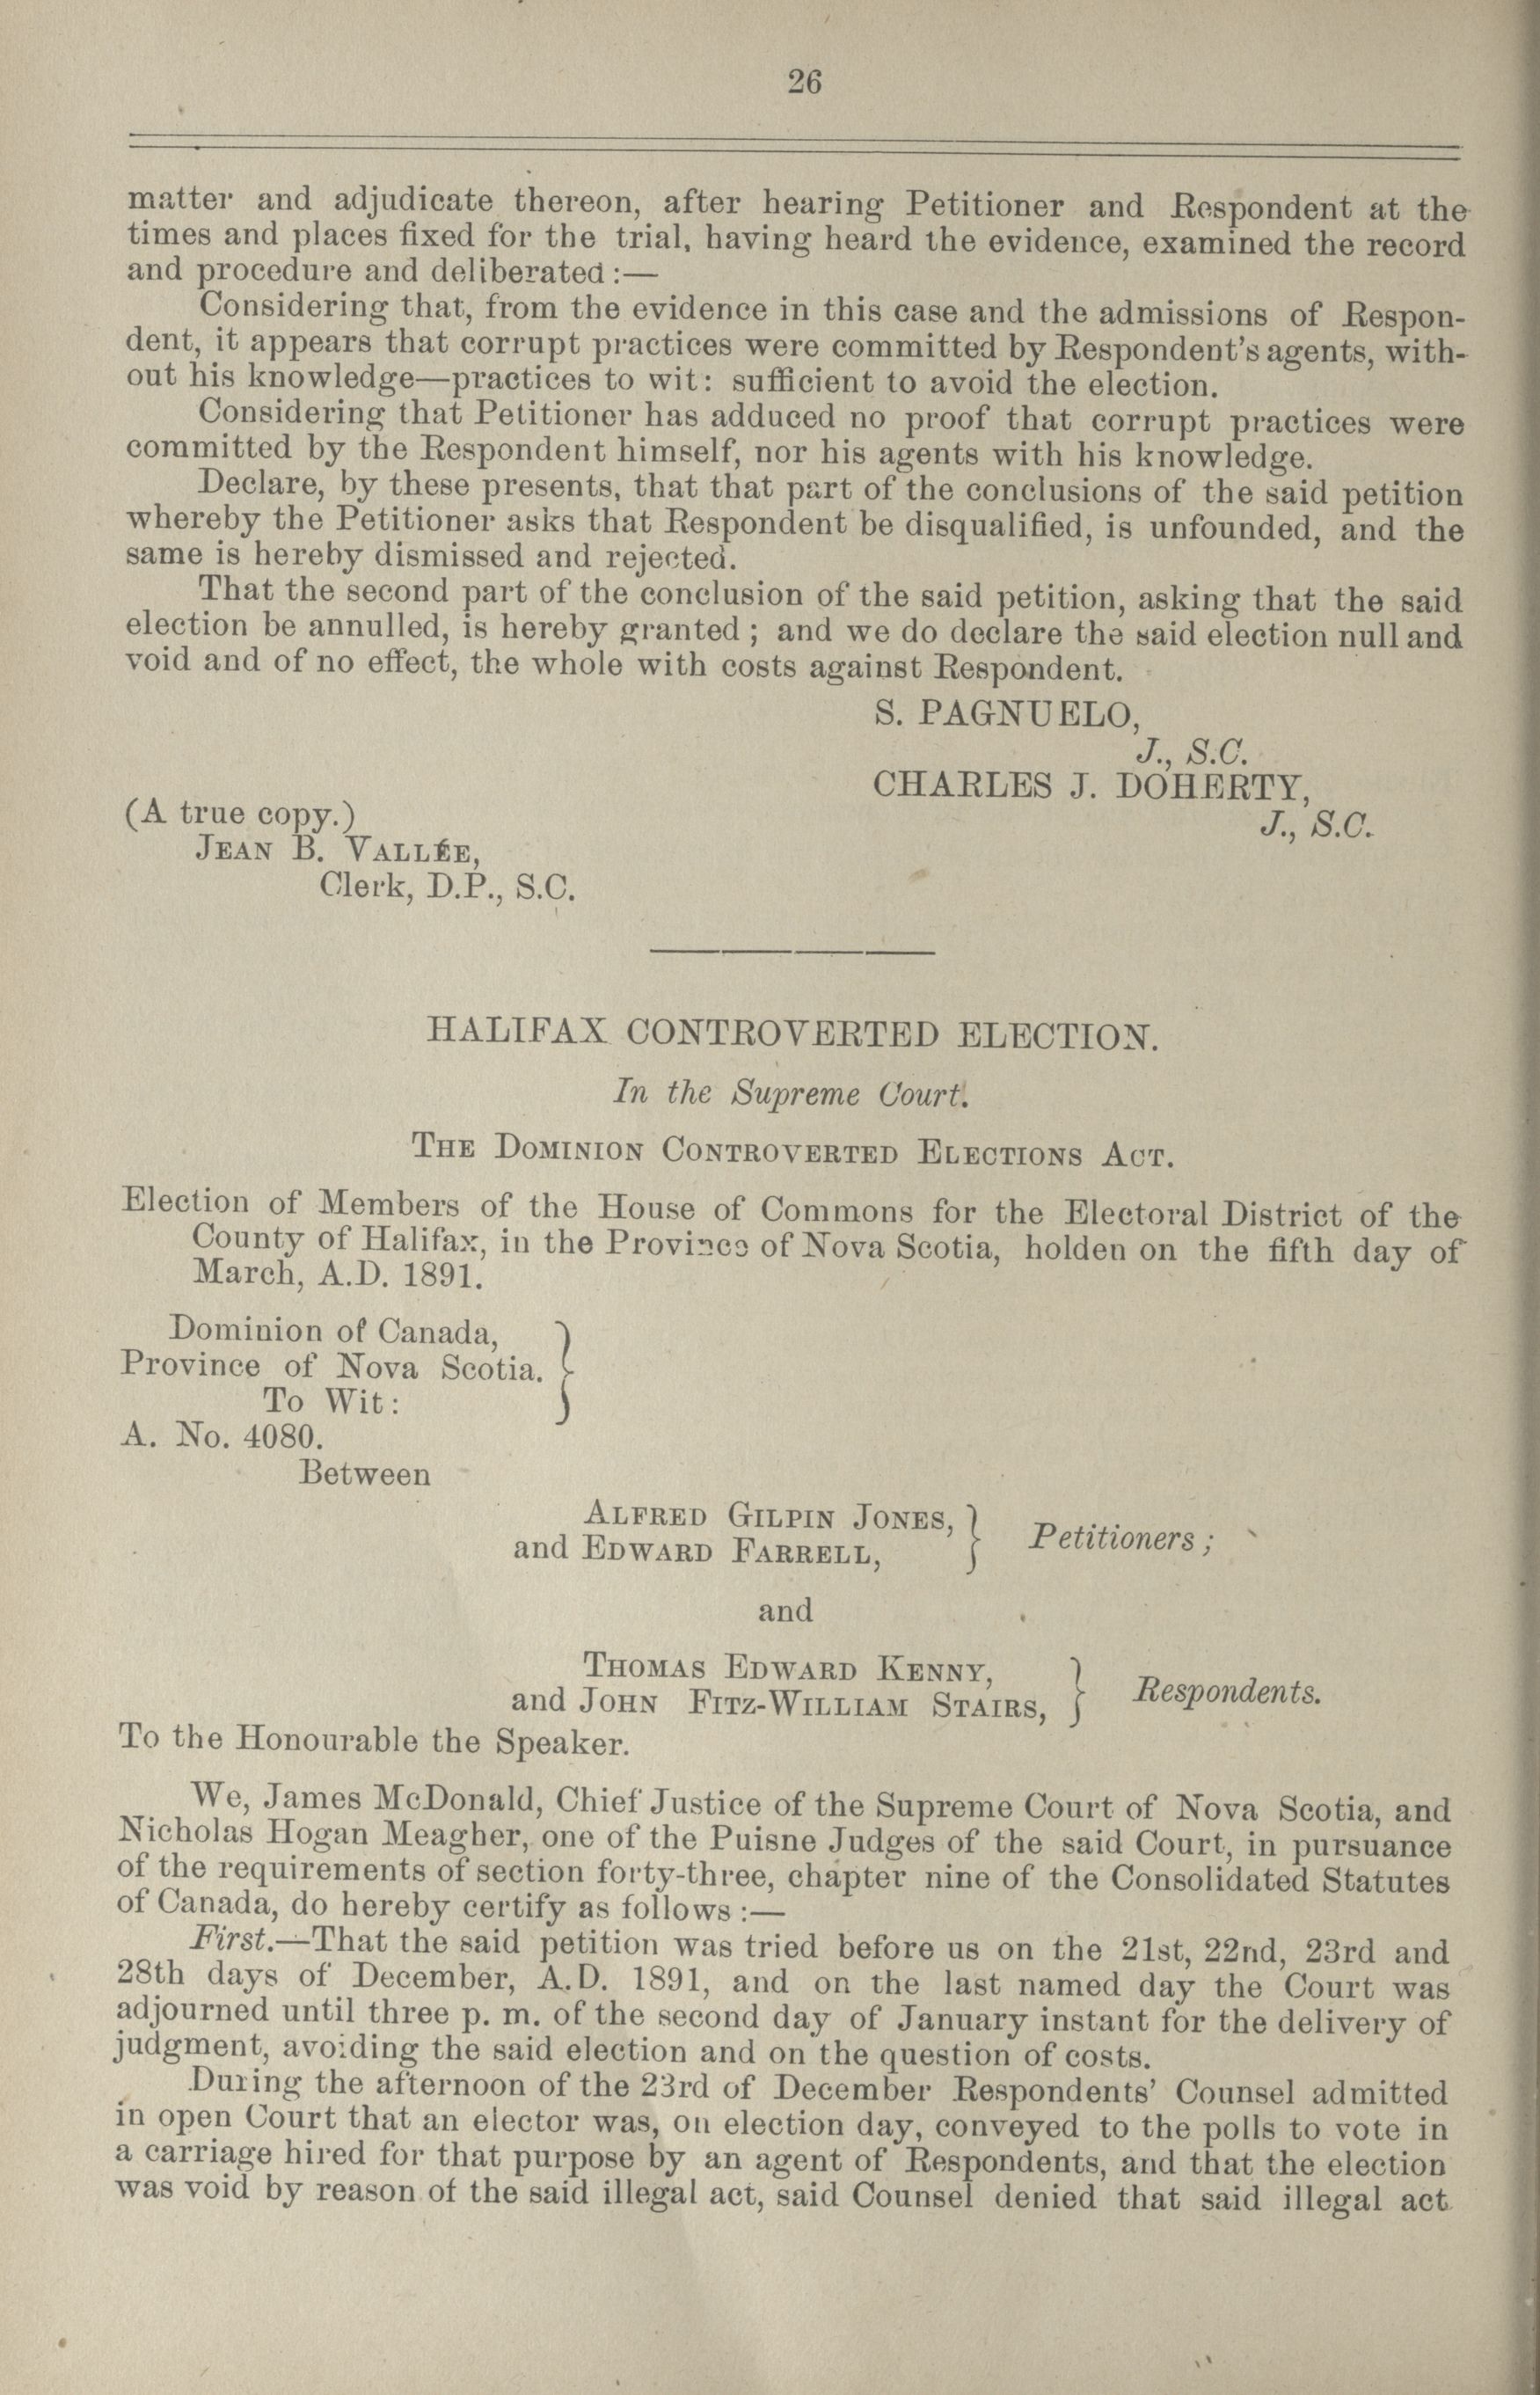 26
matter and adjudicate thereon, after hearing Petitioner and Respondent at the
times and places fixed for the trial, having heard the evidence, examined the record
and procedure and deliberated :—
Considering that, from the evidence in this case and the admissions of Respon-
dent, it appears that corrupt practices were committed by Respondent's agents, with-
out his knowledge—practices to wit: sufficient to avoid the election.
Considering that Petitioner has adduced no proof that corrupt practices were
committed by the Respondent himself, nor his agents with his knowledge.
Declare, by these presents, that that part of the conclusions of the said petition
whereby the Petitioner asks that Respondent be disqualified, is unfounded, and the
same is hereby dismissed and rejected.
That the second part of the conclusion of the said petition, asking that the said
election be annulled, is hereby granted ; and we do declare the said election null and
void and of no effect, the whole with costs against Respondent.
S. PAGNUELO,
J., S.C.
CHARLES J. DOHERTY,
J., S.C.
(A true copy.)
JEAN B. VALLÉE,
Clerk, D.P., S.C.
HALIFAX CONTROVERTED ELECTION.
In the Supreme Court.
THE DOMINION CONTROVERTED ELECTIONS ACT.
Election of Members of the House of Commons for the Electoral District of the
County of Halifax, in the Province of Nova Scotia, holden on the fifth day of
March, A.D. 1891.
Dominion of Canada,
Province of Nova Scotia.
To Wit:
A. No. 4080.
Between
ALFRED GILPIN JONES,
and EDWARD FARRELL, } Petitioners ;
and
THOMAS EDWARD KENNY,
and JOHN FITZ-WILLIAM STAIRS, } Respondents.
To the Honourable the Speaker.
We, James McDonald, Chief Justice of the Supreme Court of Nova Scotia, and
Nicholas Hogan Meagher, one of the Puisne Judges of the said Court, in pursuance
of the requirements of section forty-three, chapter nine of the Consolidated Statutes
of Canada, do hereby certify as follows :—
First.—That the said petition was tried before us on the 21st, 22nd, 23rd and
28th days of December, A.D. 1891, and on the last named day the Court was
adjourned until three p. m. of the second day of January instant for the delivery of
judgment, avoiding the said election and on the question of costs.
During the afternoon of the 23rd of December Respondents' Counsel admitted
in open Court that an elector was, on election day, conveyed to the polls to vote in
a carriage hired for that purpose by an agent of Respondents, and that the election
was void by reason of the said illegal act, said Counsel denied that said illegal act